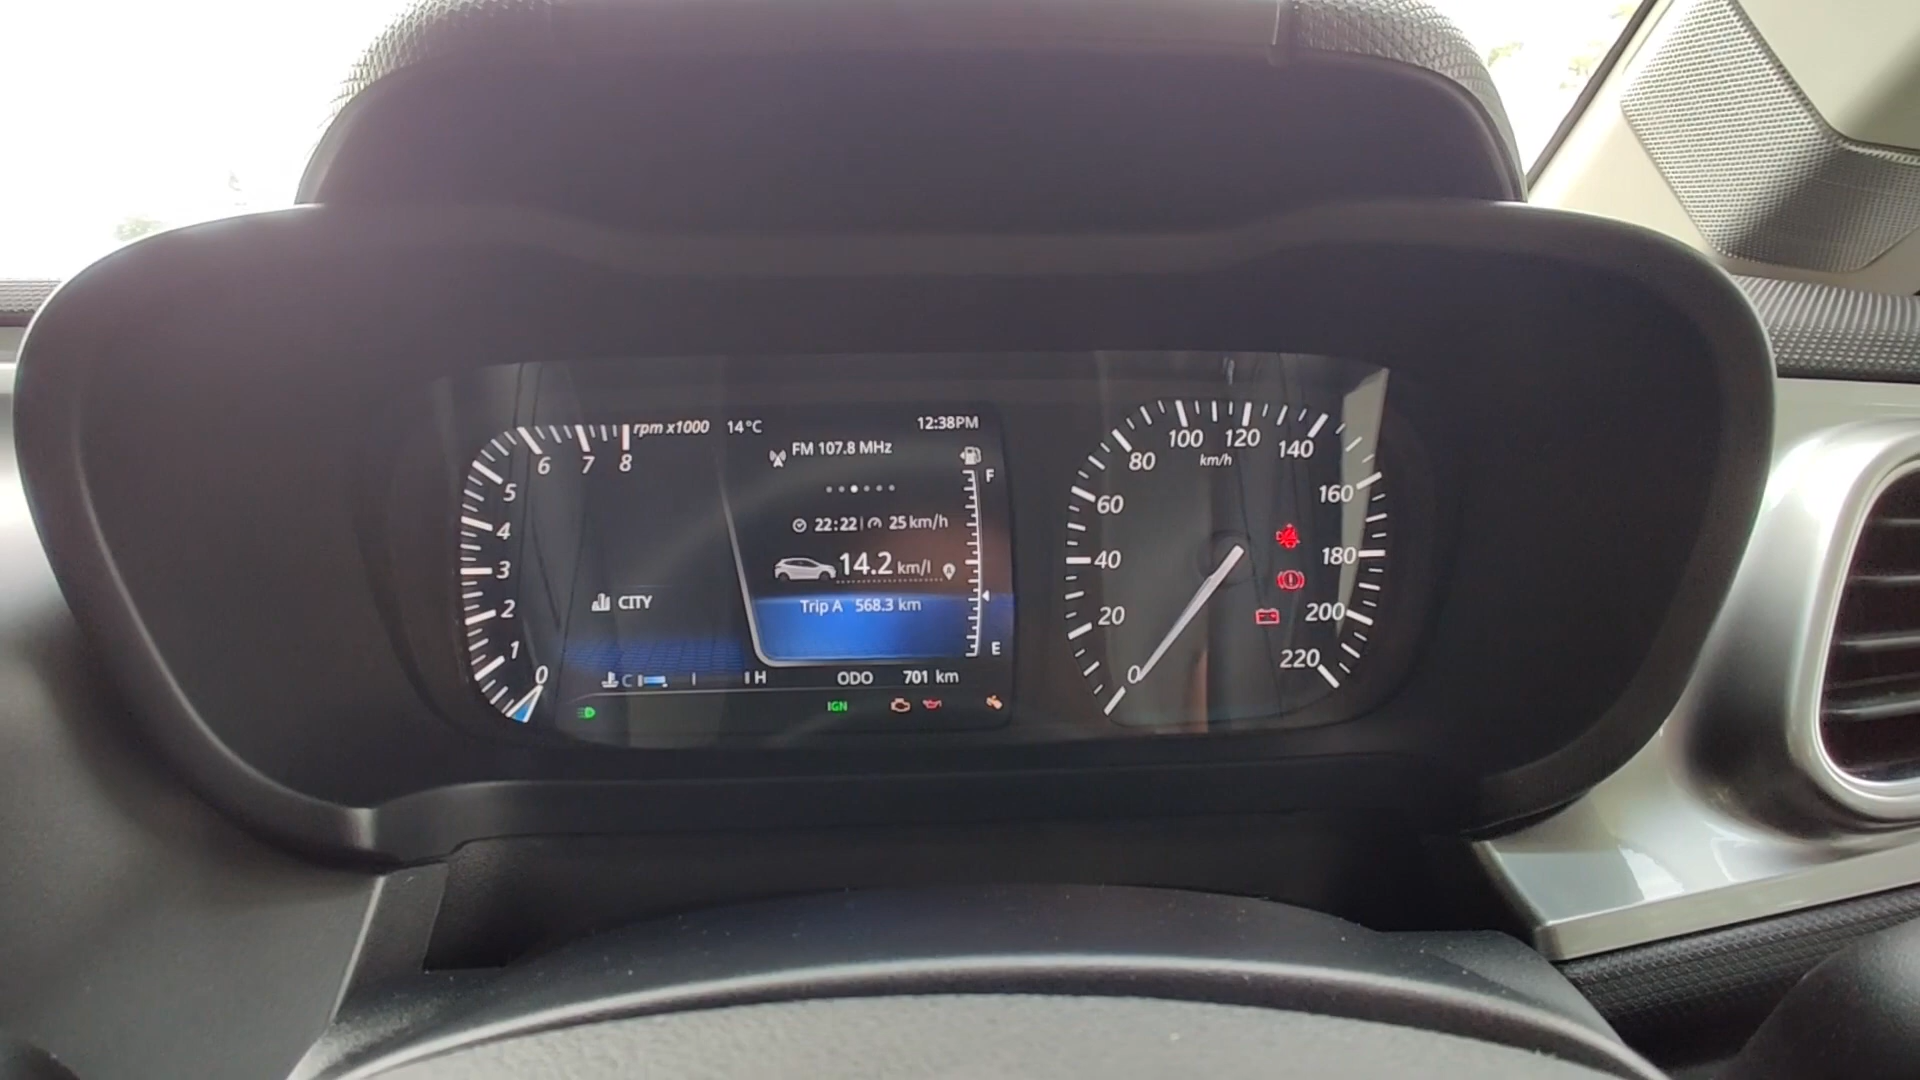 rpm x1000 14°C 12:38PM
FM 107.8 MHz
22:22 25 km/h
14.2 km/l
A
Trip A 568.3 km
F
E
CITY
C H ODO 701 km
IGN
0
1
2
3
4
5
6
7
8
0
20
40
60
80
100
120
140
160
180
200
220
km/h